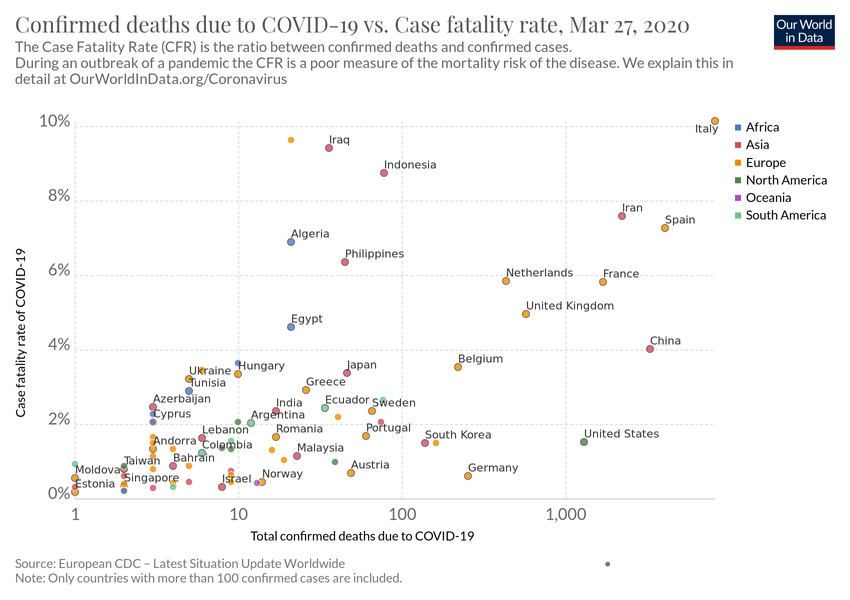 Confirmed deaths due to COVID-19 vs. Case fatality rate, Mar 27, 2020
Our World
in Data
The Case Fatality Rate (CFR) is the ratio between confirmed deaths and confirmed cases.
During an outbreak of a pandemic the CFR is a poor measure of the mortality risk of the disease. We explain this in
detail at OurWorldInData.org/Coronavirus
10%
8%
6%
4%
2%
0%
Case fatality rate of COVID-19
Italy
Iraq
Indonesia
Iran
Spain
Algeria
Philippines
Netherlands
France
United Kingdom
Egypt
China
Belgium
Ukraine
Hungary
Japan
Tunisia
Greece
Azerbaijan
India
Ecuador
Sweden
Cyprus
Argentina
Lebanon
Romania
Portugal
United States
Andorra
Colombia
South Korea
Malaysia
Taiwan
Bahrain
Austria
Germany
Moldova
Singapore
Israel
Norway
Estonia
1
10
100
1,000
Total confirmed deaths due to COVID-19
Africa
Asia
Europe
North America
Oceania
South America
Source: European CDC – Latest Situation Update Worldwide
Note: Only countries with more than 100 confirmed cases are included.